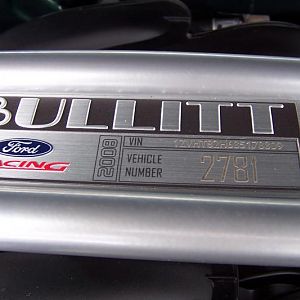 BULLITT
Ford
RACING
2008
VIN
VEHICLE
NUMBER
2781